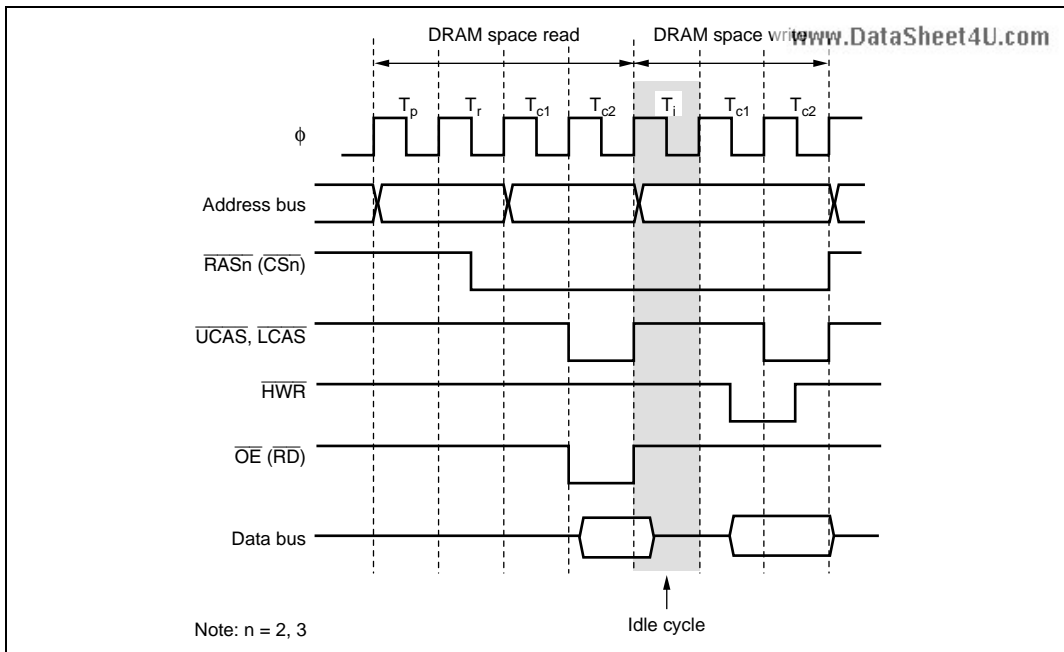 DRAM space read
DRAM space write
www.DataSheet4U.com
Tp Tr Tc1 Tc2 Ti Tc1 Tc2
ϕ
Address bus
RASn (CSn)
UCAS, LCAS
HWR
OE (RD)
Data bus
Note: n = 2, 3
Idle cycle